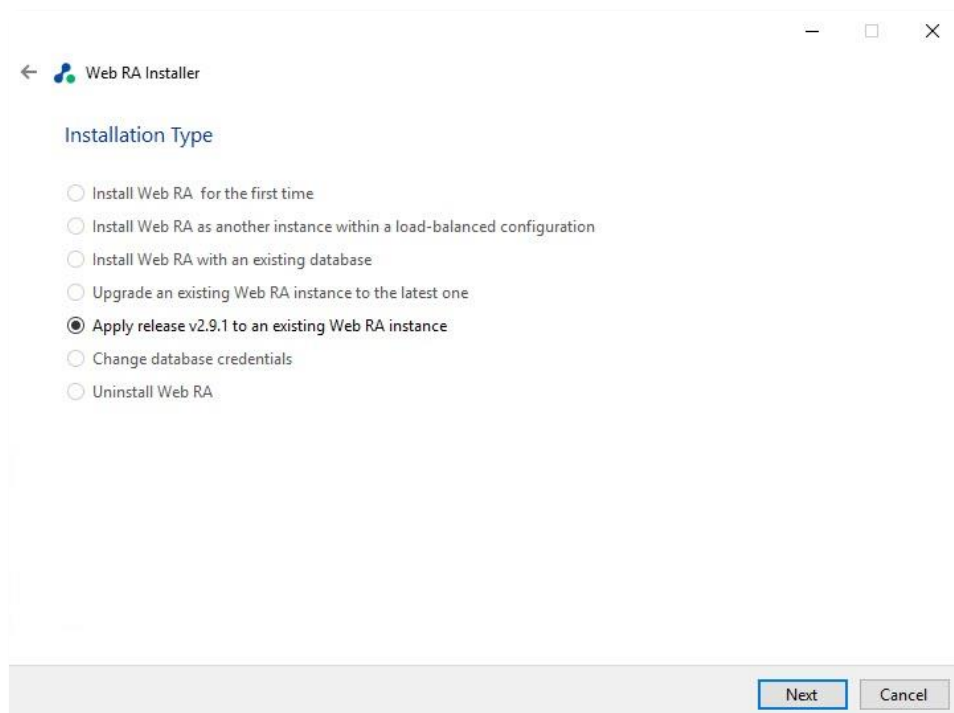 Web RA Installer
Installation Type
Install Web RA for the first time
Install Web RA as another instance within a load-balanced configuration
Install Web RA with an existing database
Upgrade an existing Web RA instance to the latest one
Apply release v2.9.1 to an existing Web RA instance
Change database credentials
Uninstall Web RA
Next Cancel